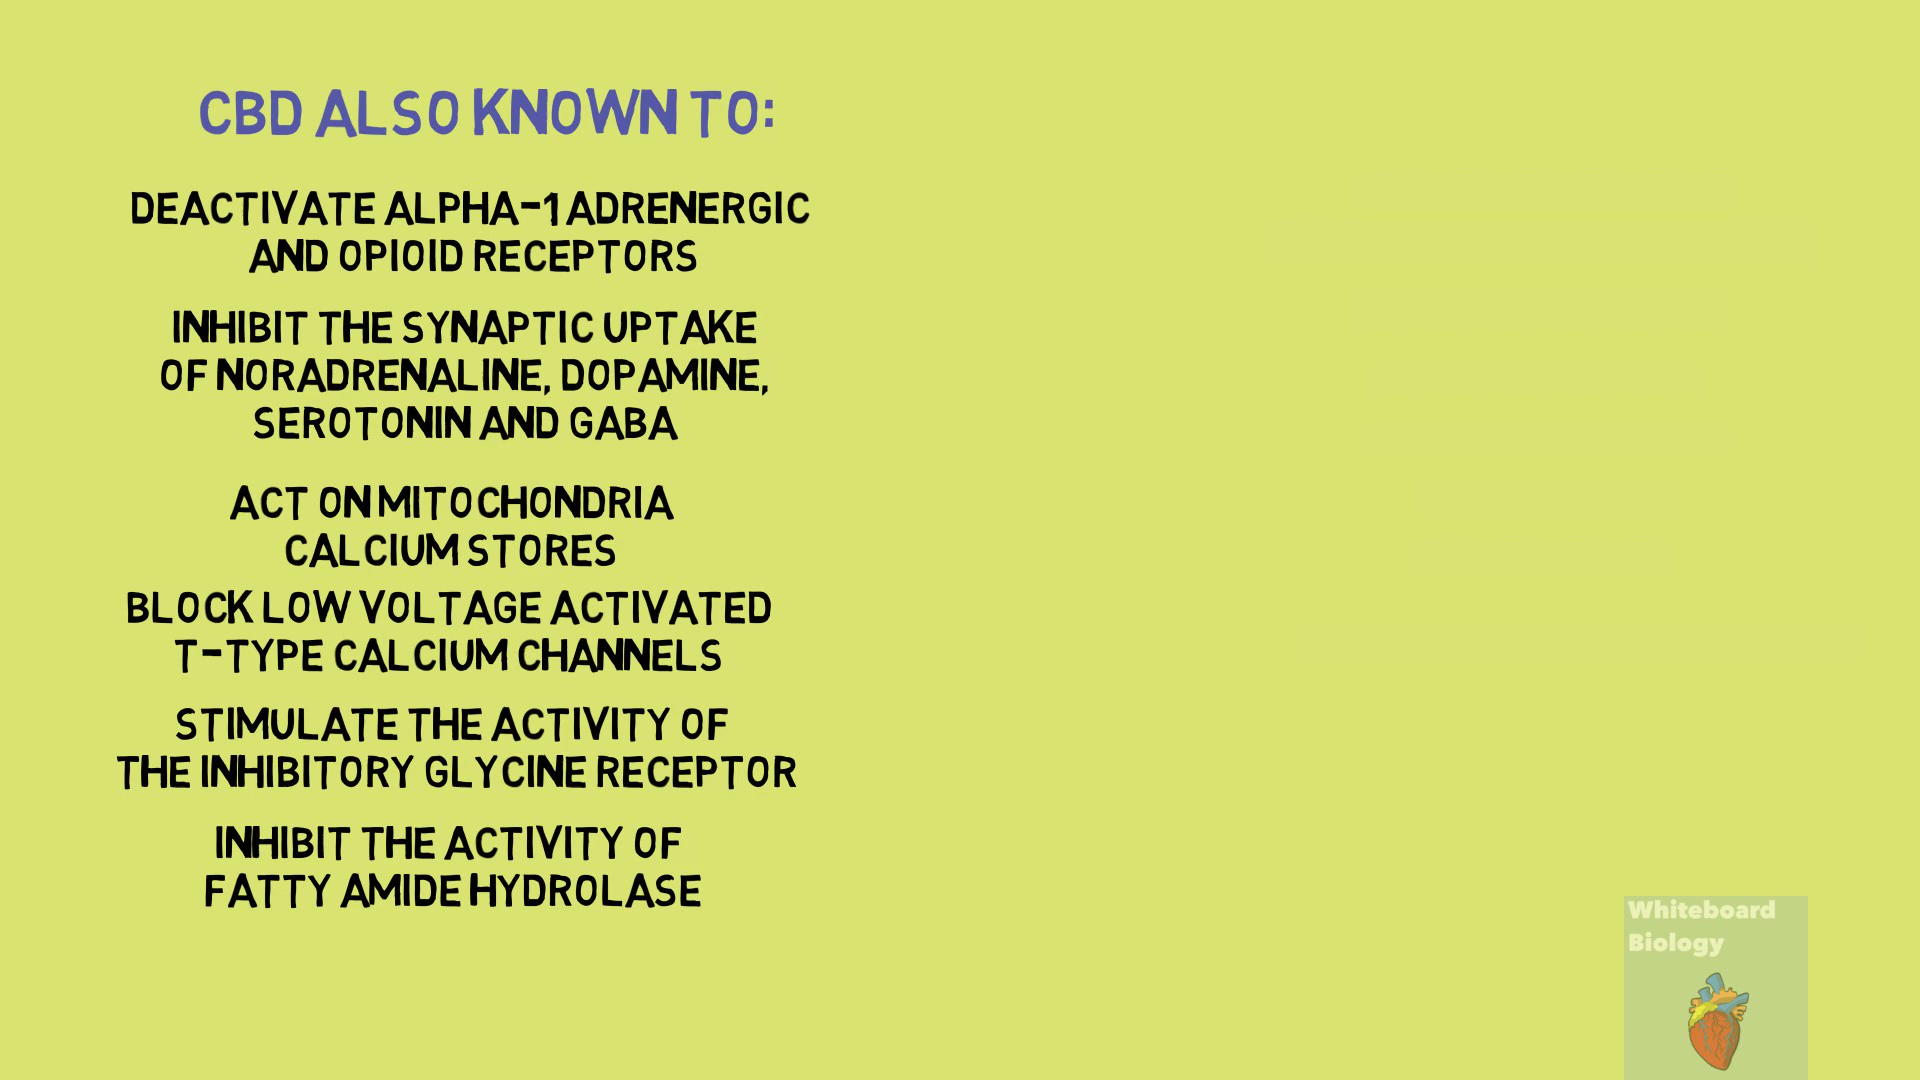 CBD ALSO KNOWN TO:
DEACTIVATE ALPHA-1 ADRENERGIC
AND OPIOID RECEPTORS
INHIBIT THE SYNAPTIC UPTAKE
OF NORADRENALINE, DOPAMINE,
SEROTONIN AND GABA
ACT ON MITOCHONDRIA
CALCIUM STORES
BLOCK LOW VOLTAGE ACTIVATED
T-TYPE CALCIUM CHANNELS
STIMULATE THE ACTIVITY OF
THE INHIBITORY GLYCINE RECEPTOR
INHIBIT THE ACTIVITY OF
FATTY AMIDE HYDROLASE
Whiteboard
Biology